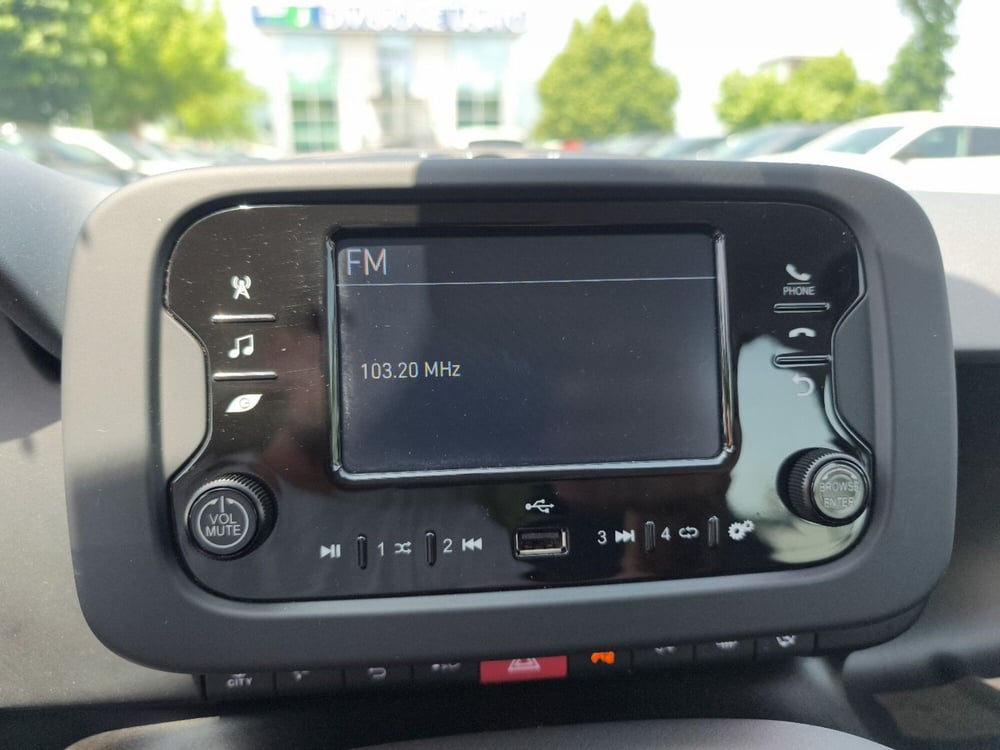 FM
PHONE
103.20 MHz
VOL
MUTE
BROWSE
ENTER
1
2
3
4
CITY